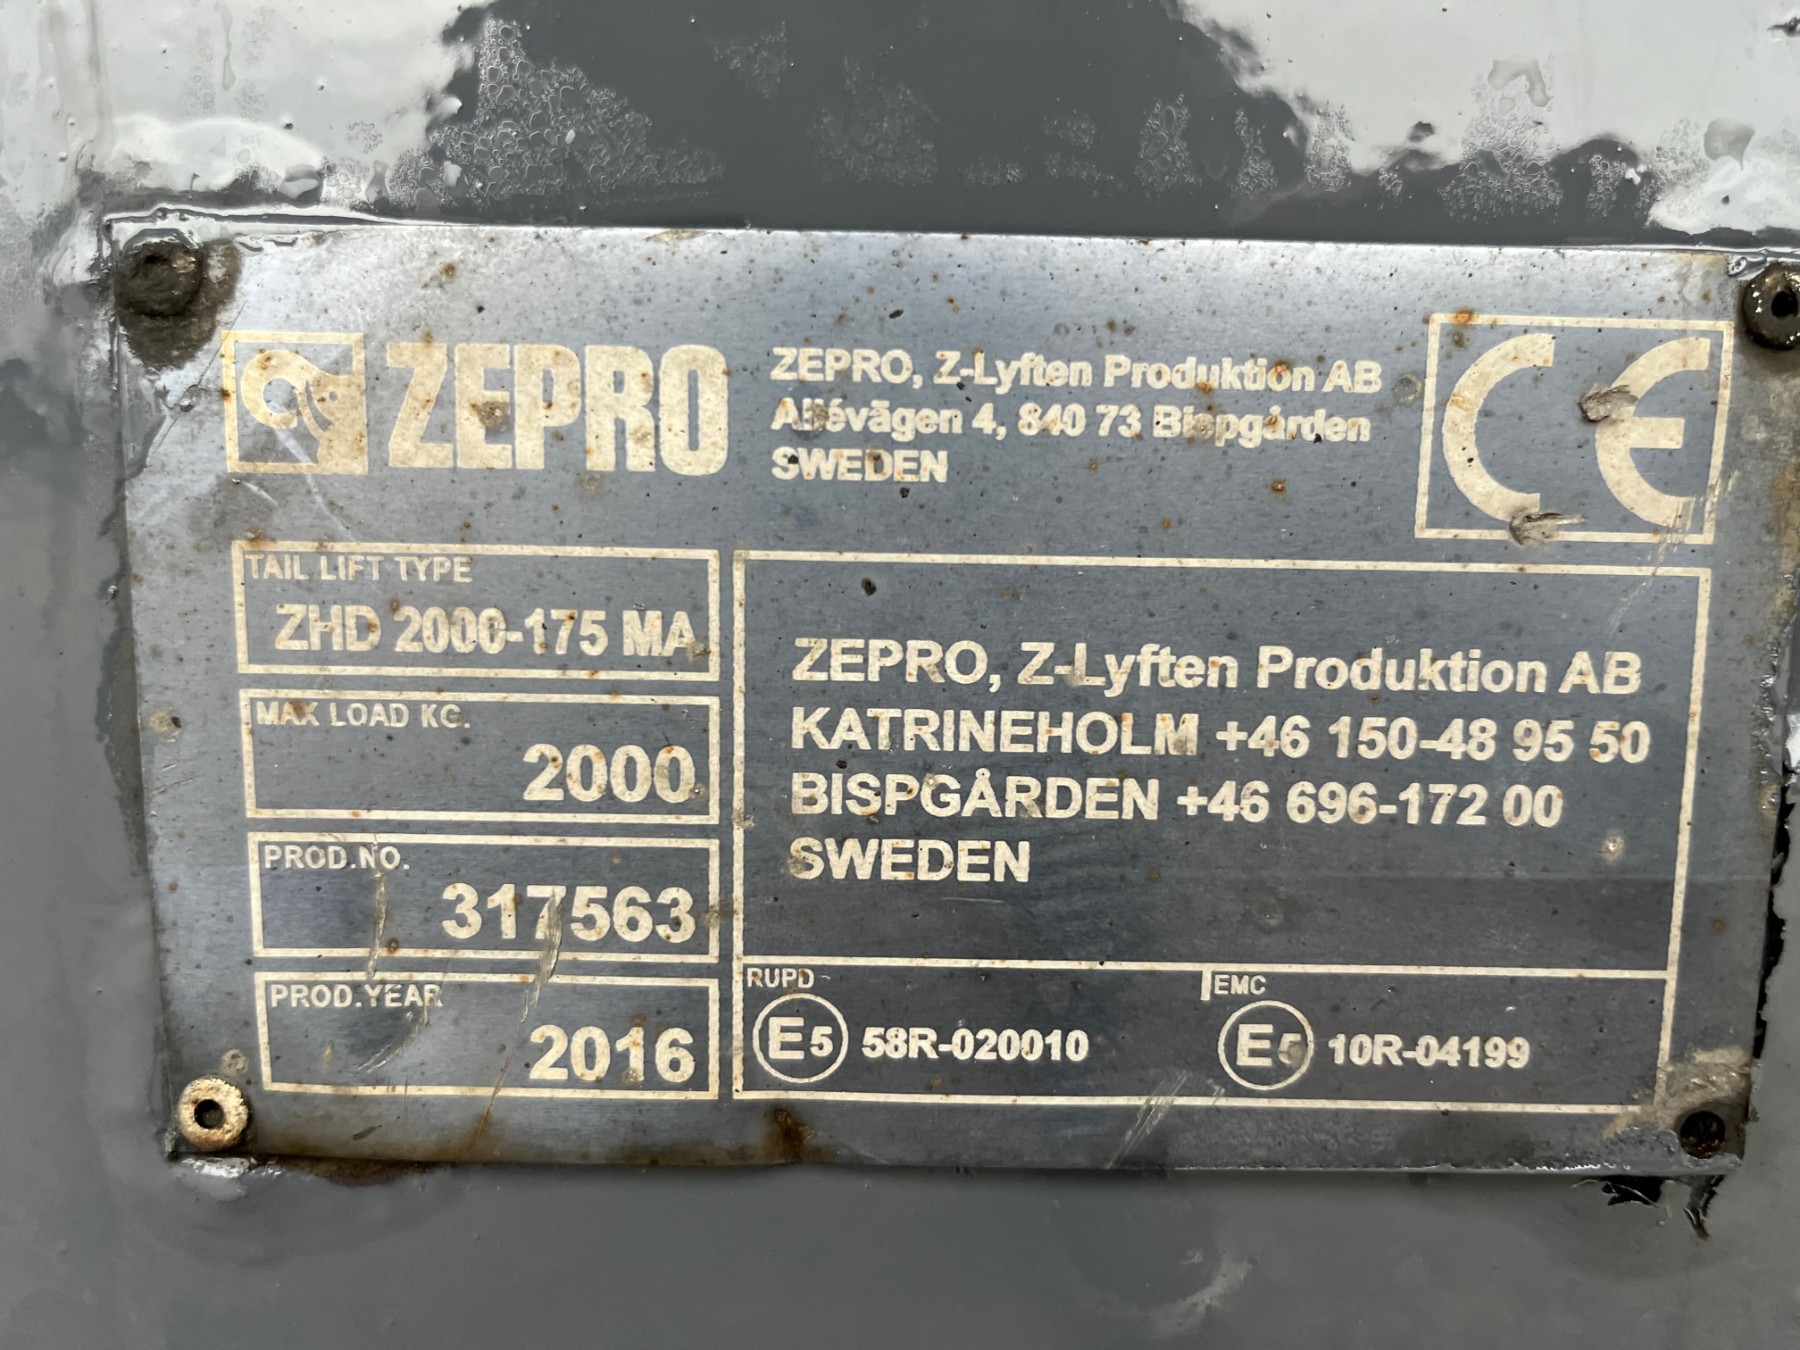 ZEPRO
ZEPRO, Z-Lyften Produktion AB
Allévägen 4, 840 73 Bispgården
SWEDEN
CE
TAIL LIFT TYPE
ZHD 2000-175 MA
MAX LOAD KG.
2000
PROD.NO.
317563
PROD.YEAR
2016
ZEPRO, Z-Lyften Produktion AB
KATRINEHOLM +46 150-48 95 50
BISPGÅRDEN +46 696-172 00
SWEDEN
RUPD
E5 58R-020010
EMC
E5 10R-04199